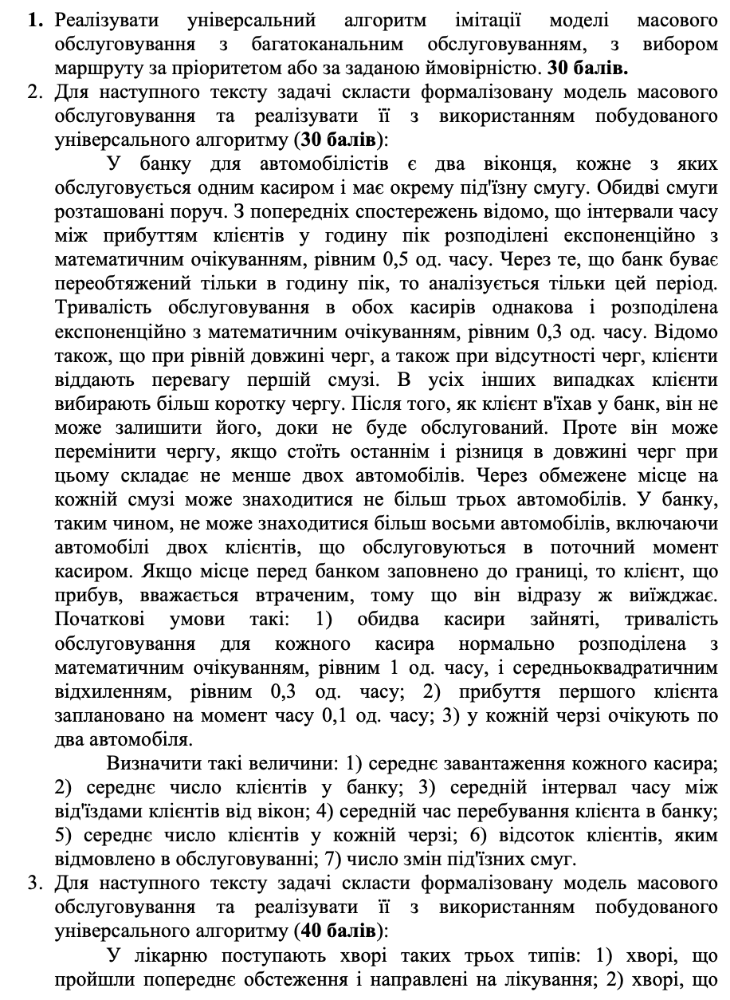 1. Реалізувати універсальний алгоритм імітації моделі масового
обслуговування з багатоканальним обслуговуванням, з вибором
маршруту за пріоритетом або за заданою ймовірністю. 30 балів.
2. Для наступного тексту задачі скласти формалізовану модель масового
обслуговування та реалізувати її з використанням побудованого
універсального алгоритму (30 балів):
У банку для автомобілістів є два віконця, кожне з яких
обслуговується одним касиром і має окрему під'їзну смугу. Обидві смуги
розташовані поруч. З попередніх спостережень відомо, що інтервали часу
між прибуттям клієнтів у годину пік розподілені експоненційно з
математичним очікуванням, рівним 0,5 од. часу. Через те, що банк буває
переобтяжений тільки в годину пік, то аналізується тільки цей період.
Тривалість обслуговування в обох касирів однакова і розподілена
експоненційно з математичним очікуванням, рівним 0,3 од. часу. Відомо
також, що при рівній довжині черг, а також при відсутності черг, клієнти
віддають перевагу першій смузі. В усіх інших випадках клієнти
вибирають більш коротку чергу. Після того, як клієнт в'їхав у банк, він не
може залишити його, доки не буде обслугований. Проте він може
перемінити чергу, якщо стоїть останнім і різниця в довжині черг при
цьому складає не менше двох автомобілів. Через обмежене місце на
кожній смузі може знаходитися не більш трьох автомобілів. У банку,
таким чином, не може знаходитися більш восьми автомобілів, включаючи
автомобілі двох клієнтів, що обслуговуються в поточний момент
касиром. Якщо місце перед банком заповнено до границі, то клієнт, що
прибув, вважається втраченим, тому що він відразу ж виїжджає.
Початкові умови такі: 1) обидва касири зайняті, тривалість
обслуговування для кожного касира нормально розподілена з
математичним очікуванням, рівним 1 од. часу, і середньоквадратичним
відхиленням, рівним 0,3 од. часу; 2) прибуття першого клієнта
заплановано на момент часу 0,1 од. часу; 3) у кожній черзі очікують по
два автомобіля.
Визначити такі величини: 1) середнє завантаження кожного касира;
2) середнє число клієнтів у банку; 3) середній інтервал часу між
від'їздами клієнтів від вікон; 4) середній час перебування клієнта в банку;
5) середнє число клієнтів у кожній черзі; 6) відсоток клієнтів, яким
відмовлено в обслуговуванні; 7) число змін під'їзних смуг.
3. Для наступного тексту задачі скласти формалізовану модель масового
обслуговування та реалізувати її з використанням побудованого
універсального алгоритму (40 балів):
У лікарню поступають хворі таких трьох типів: 1) хворі, що
пройшли попереднє обстеження і направлені на лікування; 2) хворі, що